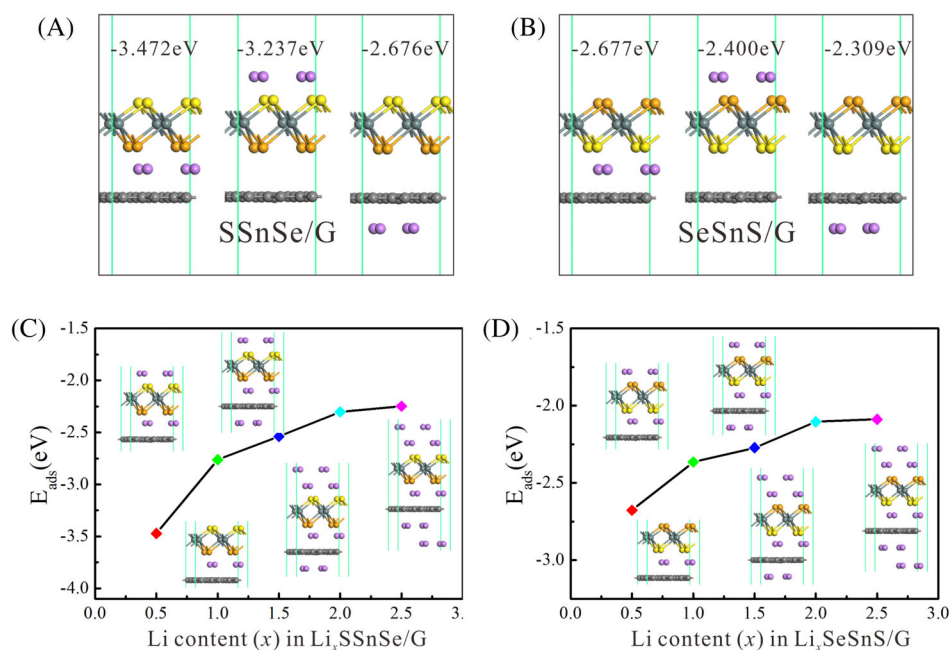 (A)
-3.472eV -3.237eV -2.676eV
SSnSe/G
(B)
-2.677eV -2.400eV -2.309eV
SeSnS/G
(C)
-1.5
-2.0
-2.5
-3.0
-3.5
-4.0
E_ads(eV)
0.0 0.5 1.0 1.5 2.0 2.5 3.
Li content (x) in Li_xSSnSe/G
(D)
-1.5
-2.0
-2.5
-3.0
E_ads(eV)
0.0 0.5 1.0 1.5 2.0 2.5 3.0
Li content (x) in Li_xSeSnS/G